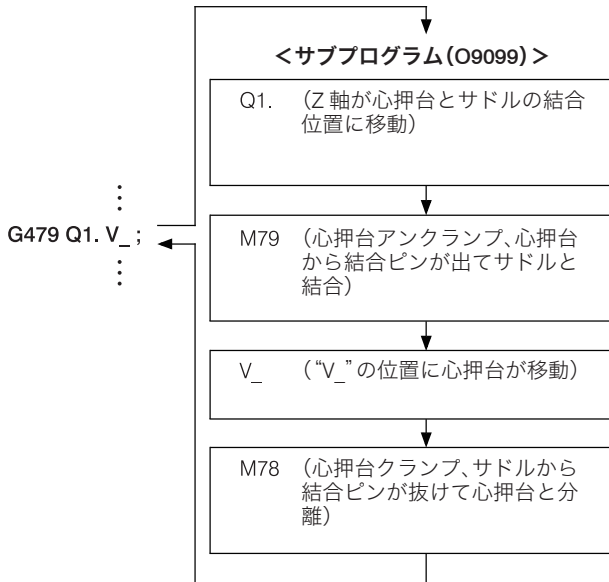 ＜サブプログラム(O9099)＞
Q1. (Z 軸が心押台とサドルの結合
位置に移動)
⋮
G479 Q1. V_ ;
⋮
M79 (心押台アンクランプ、心押台
から結合ピンが出てサドルと
結合)
V_ (“V_”の位置に心押台が移動)
M78 (心押台クランプ、サドルから
結合ピンが抜けて心押台と分
離)